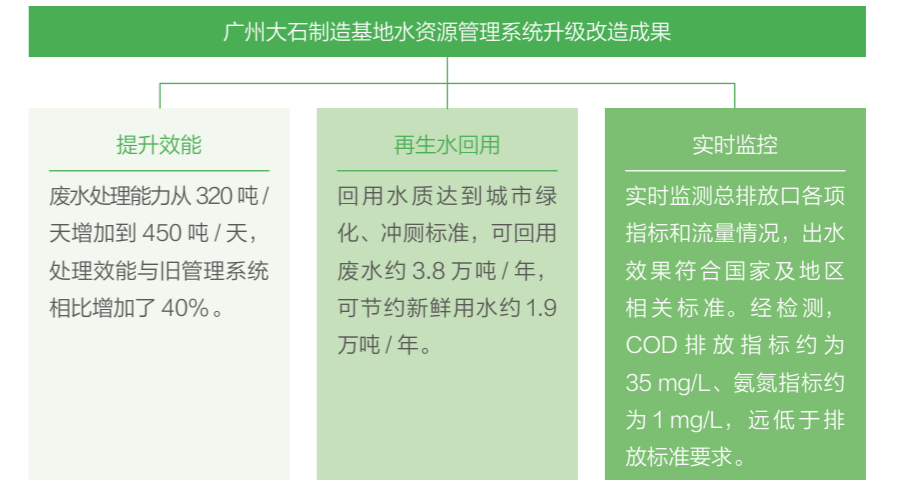 广州大石制造基地水资源管理系统升级改造成果
提升效能
废水处理能力从 320 吨 /
天增加到 450 吨 / 天，
处理效能与旧管理系统
相比增加了 40%。
再生水回用
回用水质达到城市绿
化、冲厕标准，可回用
废水约 3.8 万吨 / 年，
可节约新鲜用水约 1.9
万吨 / 年。
实时监控
实时监测总排放口各项
指标和流量情况，出水
效果符合国家及地区
相关标准。经检测，
COD 排放指标约为
35 mg/L、氨氮指标约
为 1 mg/L，远低于排
放标准要求。